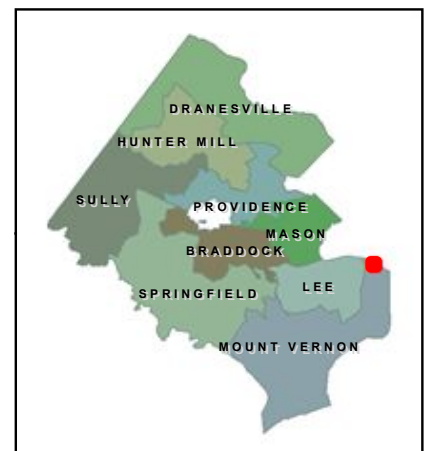 DRANESVILLE
HUNTER MILL
SULLY
PROVIDENCE
MASON
BRADDOCK
LEE
SPRINGFIELD
MOUNT VERNON